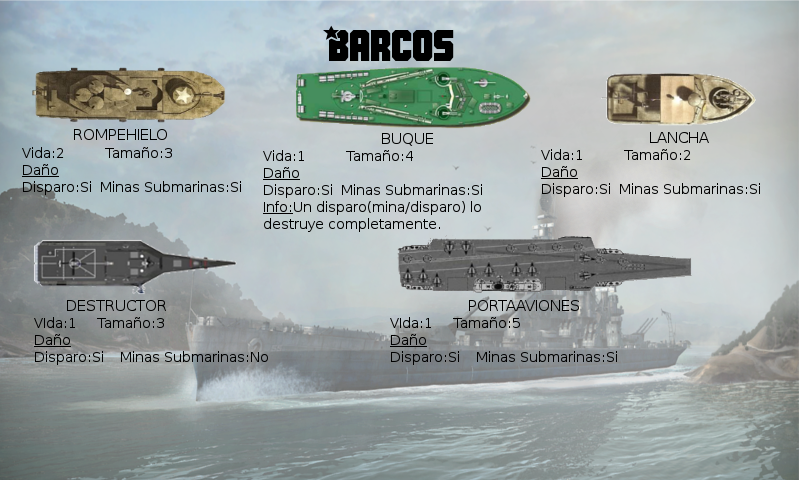 BARCOS
ROMPEHIELO
Vida:2 Tamaño:3
Daño
Disparo:Si Minas Submarinas:Si
BUQUE
Vida:1 Tamaño:4
Daño
Disparo:Si Minas Submarinas:Si
Info:Un disparo(mina/disparo) lo
destruye completamente.
LANCHA
Vida:1 Tamaño:2
Daño
Disparo:Si Minas Submarinas:Si
DESTRUCTOR
VIda:1 Tamaño:3
Daño
Disparo:Si Minas Submarinas:No
PORTAAVIONES
VIda:1 Tamaño:5
Daño
Disparo:Si Minas Submarinas:Si